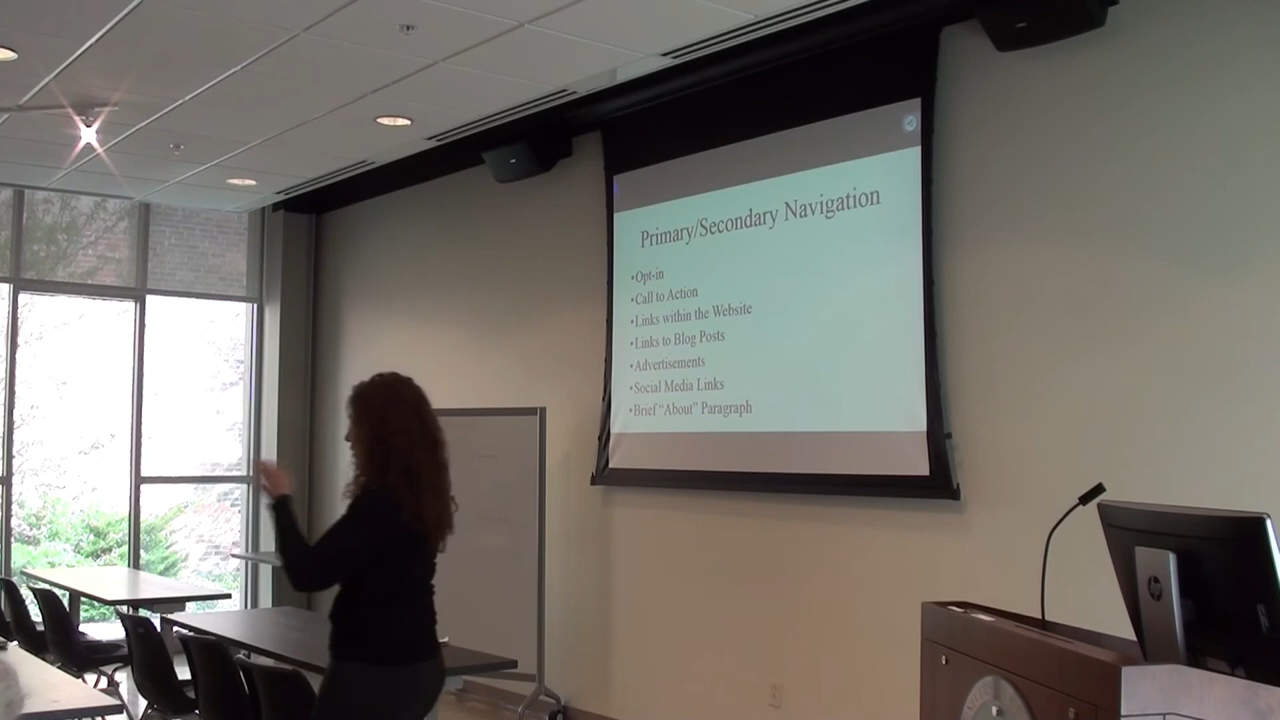 Primary/Secondary Navigation
•Opt-in
•Call to Action
•Links within the Website
•Links to Blog Posts
•Advertisements
•Social Media Links
•Brief “About” Paragraph
hp